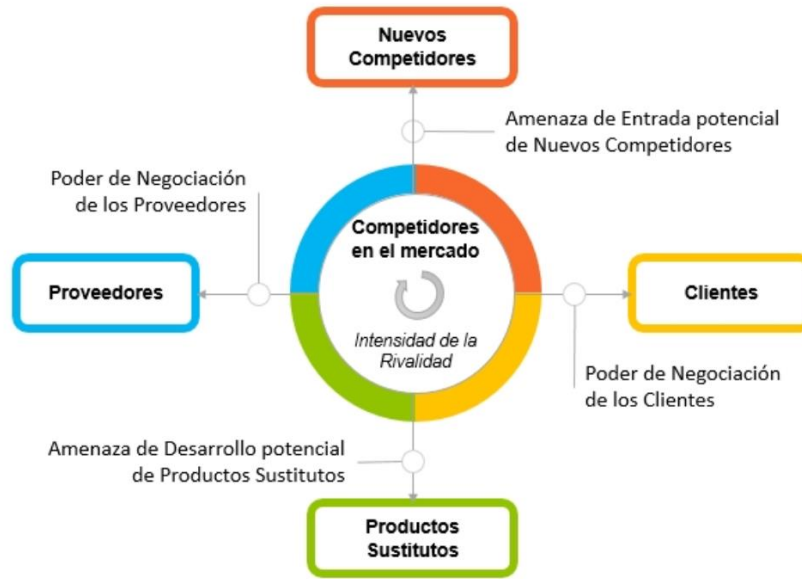 Nuevos
Competidores
Amenaza de Entrada potencial
de Nuevos Competidores
Poder de Negociación
de los Proveedores
Competidores
en el mercado
Proveedores
Clientes
Intensidad de la
Rivalidad
Poder de Negociación
de los Clientes
Amenaza de Desarrollo potencial
de Productos Sustitutos
Productos
Sustitutos